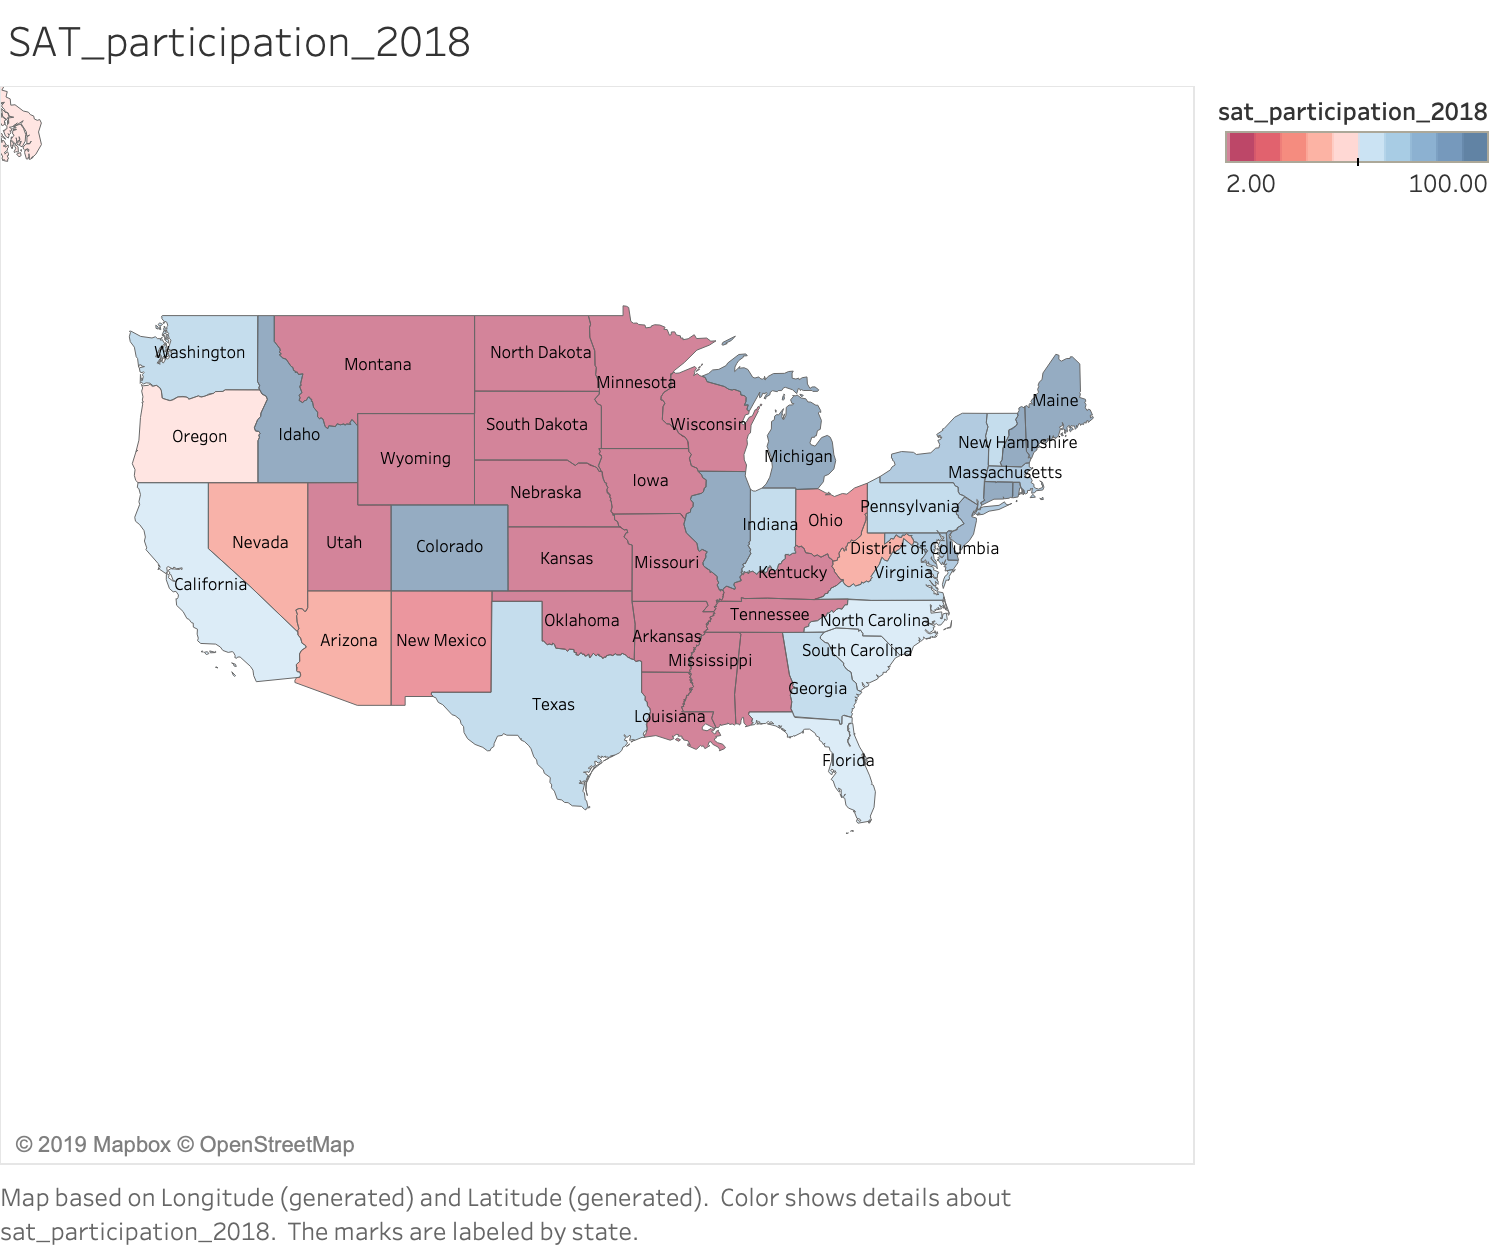 SAT_participation_2018
sat_participation_2018
2.00 100.00
Washington
Montana
North Dakota
Minnesota
Maine
Oregon
Idaho
South Dakota
Wisconsin
New Hampshire
Wyoming
Michigan
Massachusetts
Iowa
Nebraska
Pennsylvania
Indiana
Ohio
Nevada
Utah
Colorado
District of Columbia
Kansas
Missouri
California
Kentucky
Virginia
Oklahoma
Tennessee
North Carolina
Arizona
New Mexico
Arkansas
South Carolina
Mississippi
Georgia
Texas
Louisiana
Florida
© 2019 Mapbox © OpenStreetMap
Map based on Longitude (generated) and Latitude (generated).  Color shows details about
sat_participation_2018.  The marks are labeled by state.